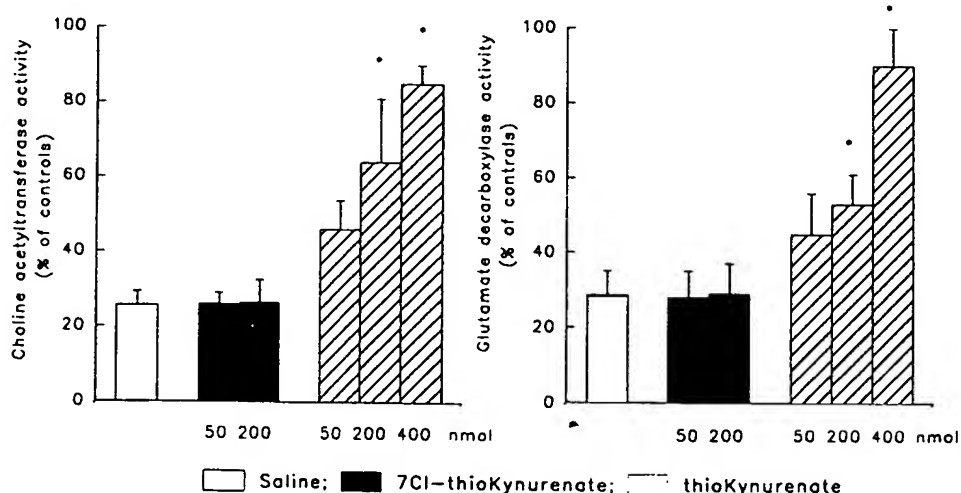 Choline acetyltransferase activity
(% of controls)
100
80
60
40
20
0
50 200
50 200 400 nmol
Glutamate decarboxylase activity
(% of controls)
100
80
60
40
20
0
50 200
50 200 400 nmol
Saline; 7Cl-thioKynurenate; thioKynurenate